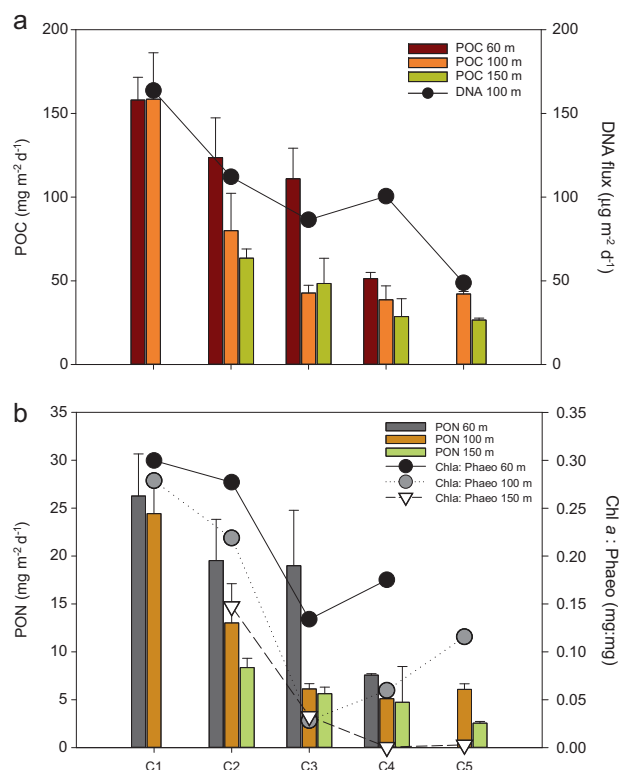 a
200
150
100
50
0
POC (mg m⁻² d⁻¹)
POC 60 m
POC 100 m
POC 150 m
DNA 100 m
200
150
100
50
0
DNA flux (µg m⁻² d⁻¹)
b
35
30
25
20
15
10
5
0
PON (mg m⁻² d⁻¹)
PON 60 m
PON 100 m
PON 150 m
Chla: Phaeo 60 m
Chla: Phaeo 100 m
Chla: Phaeo 150 m
0.35
0.30
0.25
0.20
0.15
0.10
0.05
0.00
Chl a : Phaeo (mg:mg)
C1 C2 C3 C4 C5